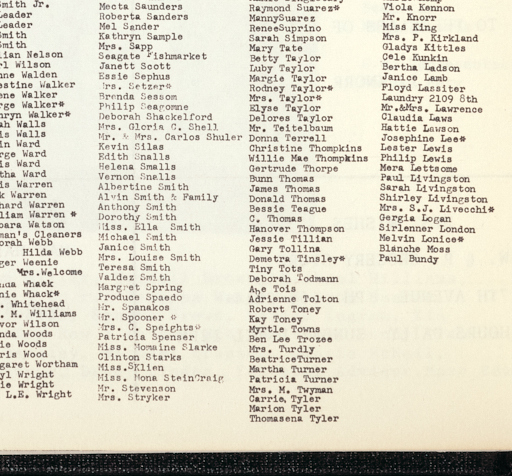 Smith Jr.
Leader
Leader
Smith
Smith
lian Nelson
rl Wilson
nne Walden
estine Walker
ene Walker
rge Walker*
hryn Walker*
ah Walls
is Walls
in Ward
rge Ward
is Ward
tha Ward
is Warren
k Warren
hard Warren
liam Warren *
bara Watson
man's Cleaners
orah Webb
Hilda Webb
ger Weenie
Mrs.Welcome
nda Whack
nie Whack*
. Whitehead
. M. Williams
vor Wilson
nda Woods
ie Woods
ris Wood
garet Wortham
yl Wright
ie Wright
L.E. Wright
Mecta Saunders
Roberta Sanders
Mel Sander
Kathryn Sample
Mrs. Sapp
Seagate Fishmarket
Janett Scott
Essie Sephus
Mrs. Setzer*
Brenda Sessom
Philip Seagomne
Deborah Shackelford
Mrs. Gloria C. Shell
Mr. & Mrs. Carlos Shuler
Kevin Silas
Edith Snalls
Helena Smalls
Vernon Snells
Albertine Smith
Alvin Smith & Family
Anthony Smith
Dorothy Smith
Miss. Ella Smith
Michael Smith
Janice Smith
Mrs. Louise Smith
Teresa Smith
Valdez Smith
Margret Spring
Produce Spaedo
Mr. Spanakos
Mr. Spooner *
Mrs. C. Speights*
Patricia Spenser
Miss. Romaine Slarke
Clinton Starks
Miss.SKlien
Miss. Mona SteinCraig
Mr. Stevenson
Mrs. Stryker
Raymond Suarez*
MannySuarez
ReneeSuprino
Sarah Simpson
Mary Tate
Betty Taylor
Luby Taylor
Margie Taylor
Rodney Taylor*
Mrs. Taylor*
Elyse Taylor
Delores Taylor
Mr. Teitelbaum
Donna Terrell
Christine Thompkins
Willie Mae Thompkins
Gertrude Thorpe
Bunn Thomas
James Thomas
Donald Thomas
Bessie Teague
C. Thomas
Hanover Thompson
Jessie Tillian
Gary Tollina
Demetra Tinsley*
Tiny Tots
Deborah Todmann
Abe Tois
Adrienne Tolton
Robert Toney
Kay Toney
Myrtle Towns
Ben Lee Trozee
Mrs. Turdly
BeatriceTurner
Martha Turner
Patricia Turner
Mrs. M. Twyman
Carrie, Tyler
Marion Tyler
Thomasena Tyler
Viola Kennon
Mr. Knorr
Miss King
Mrs. P. Kirkland
Gladys Kittles
Cele Kunkin
Bertha Ladson
Janice Lamb
Floyd Lassiter
Laundry 2109 8th
Mr.&Mrs. Lawrence
Claudia Laws
Hattie Lawson
Josephine Lee*
Lester Lewis
Philip Lewis
Mera Lettsome
Paul Livingston
Sarah Livingston
Shirley Livingston
Mrs. S.J. Livecchi*
Gergia Logan
Sirlenner London
Melvin Lonice*
Blanche Moss
Paul Bundy